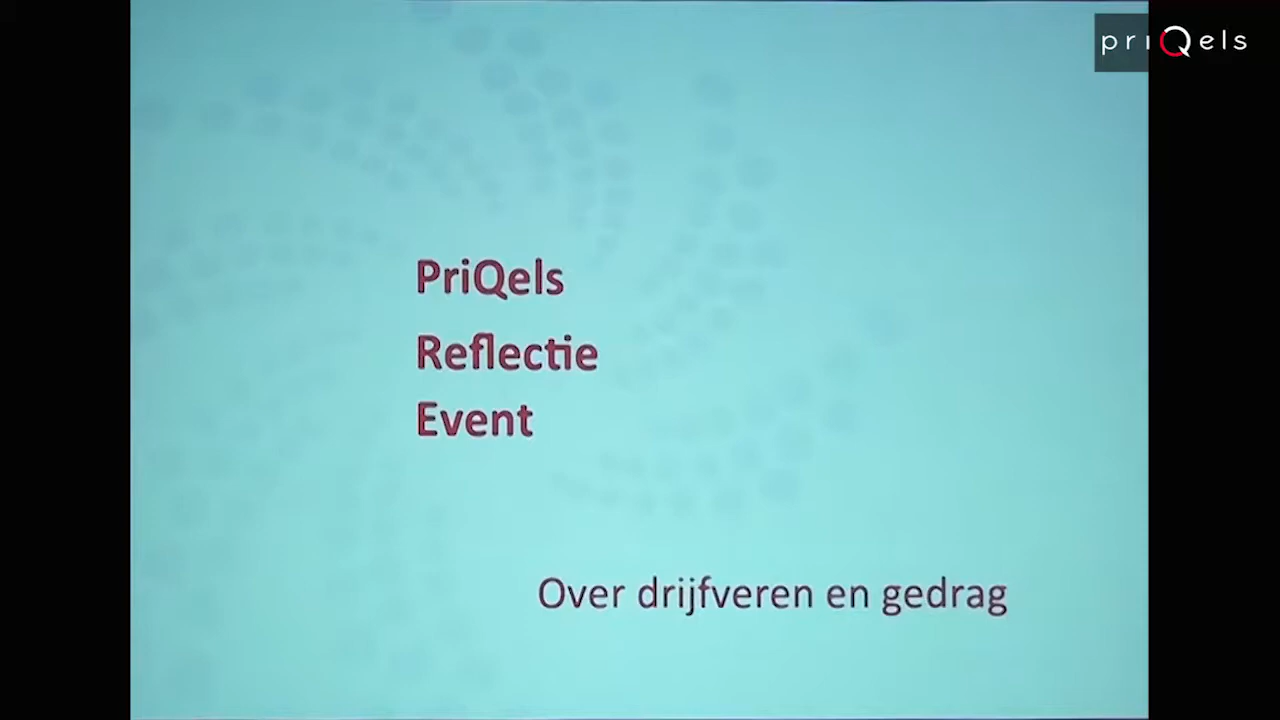 priQels
PriQels
Reflectie
Event
Over drijfveren en gedrag